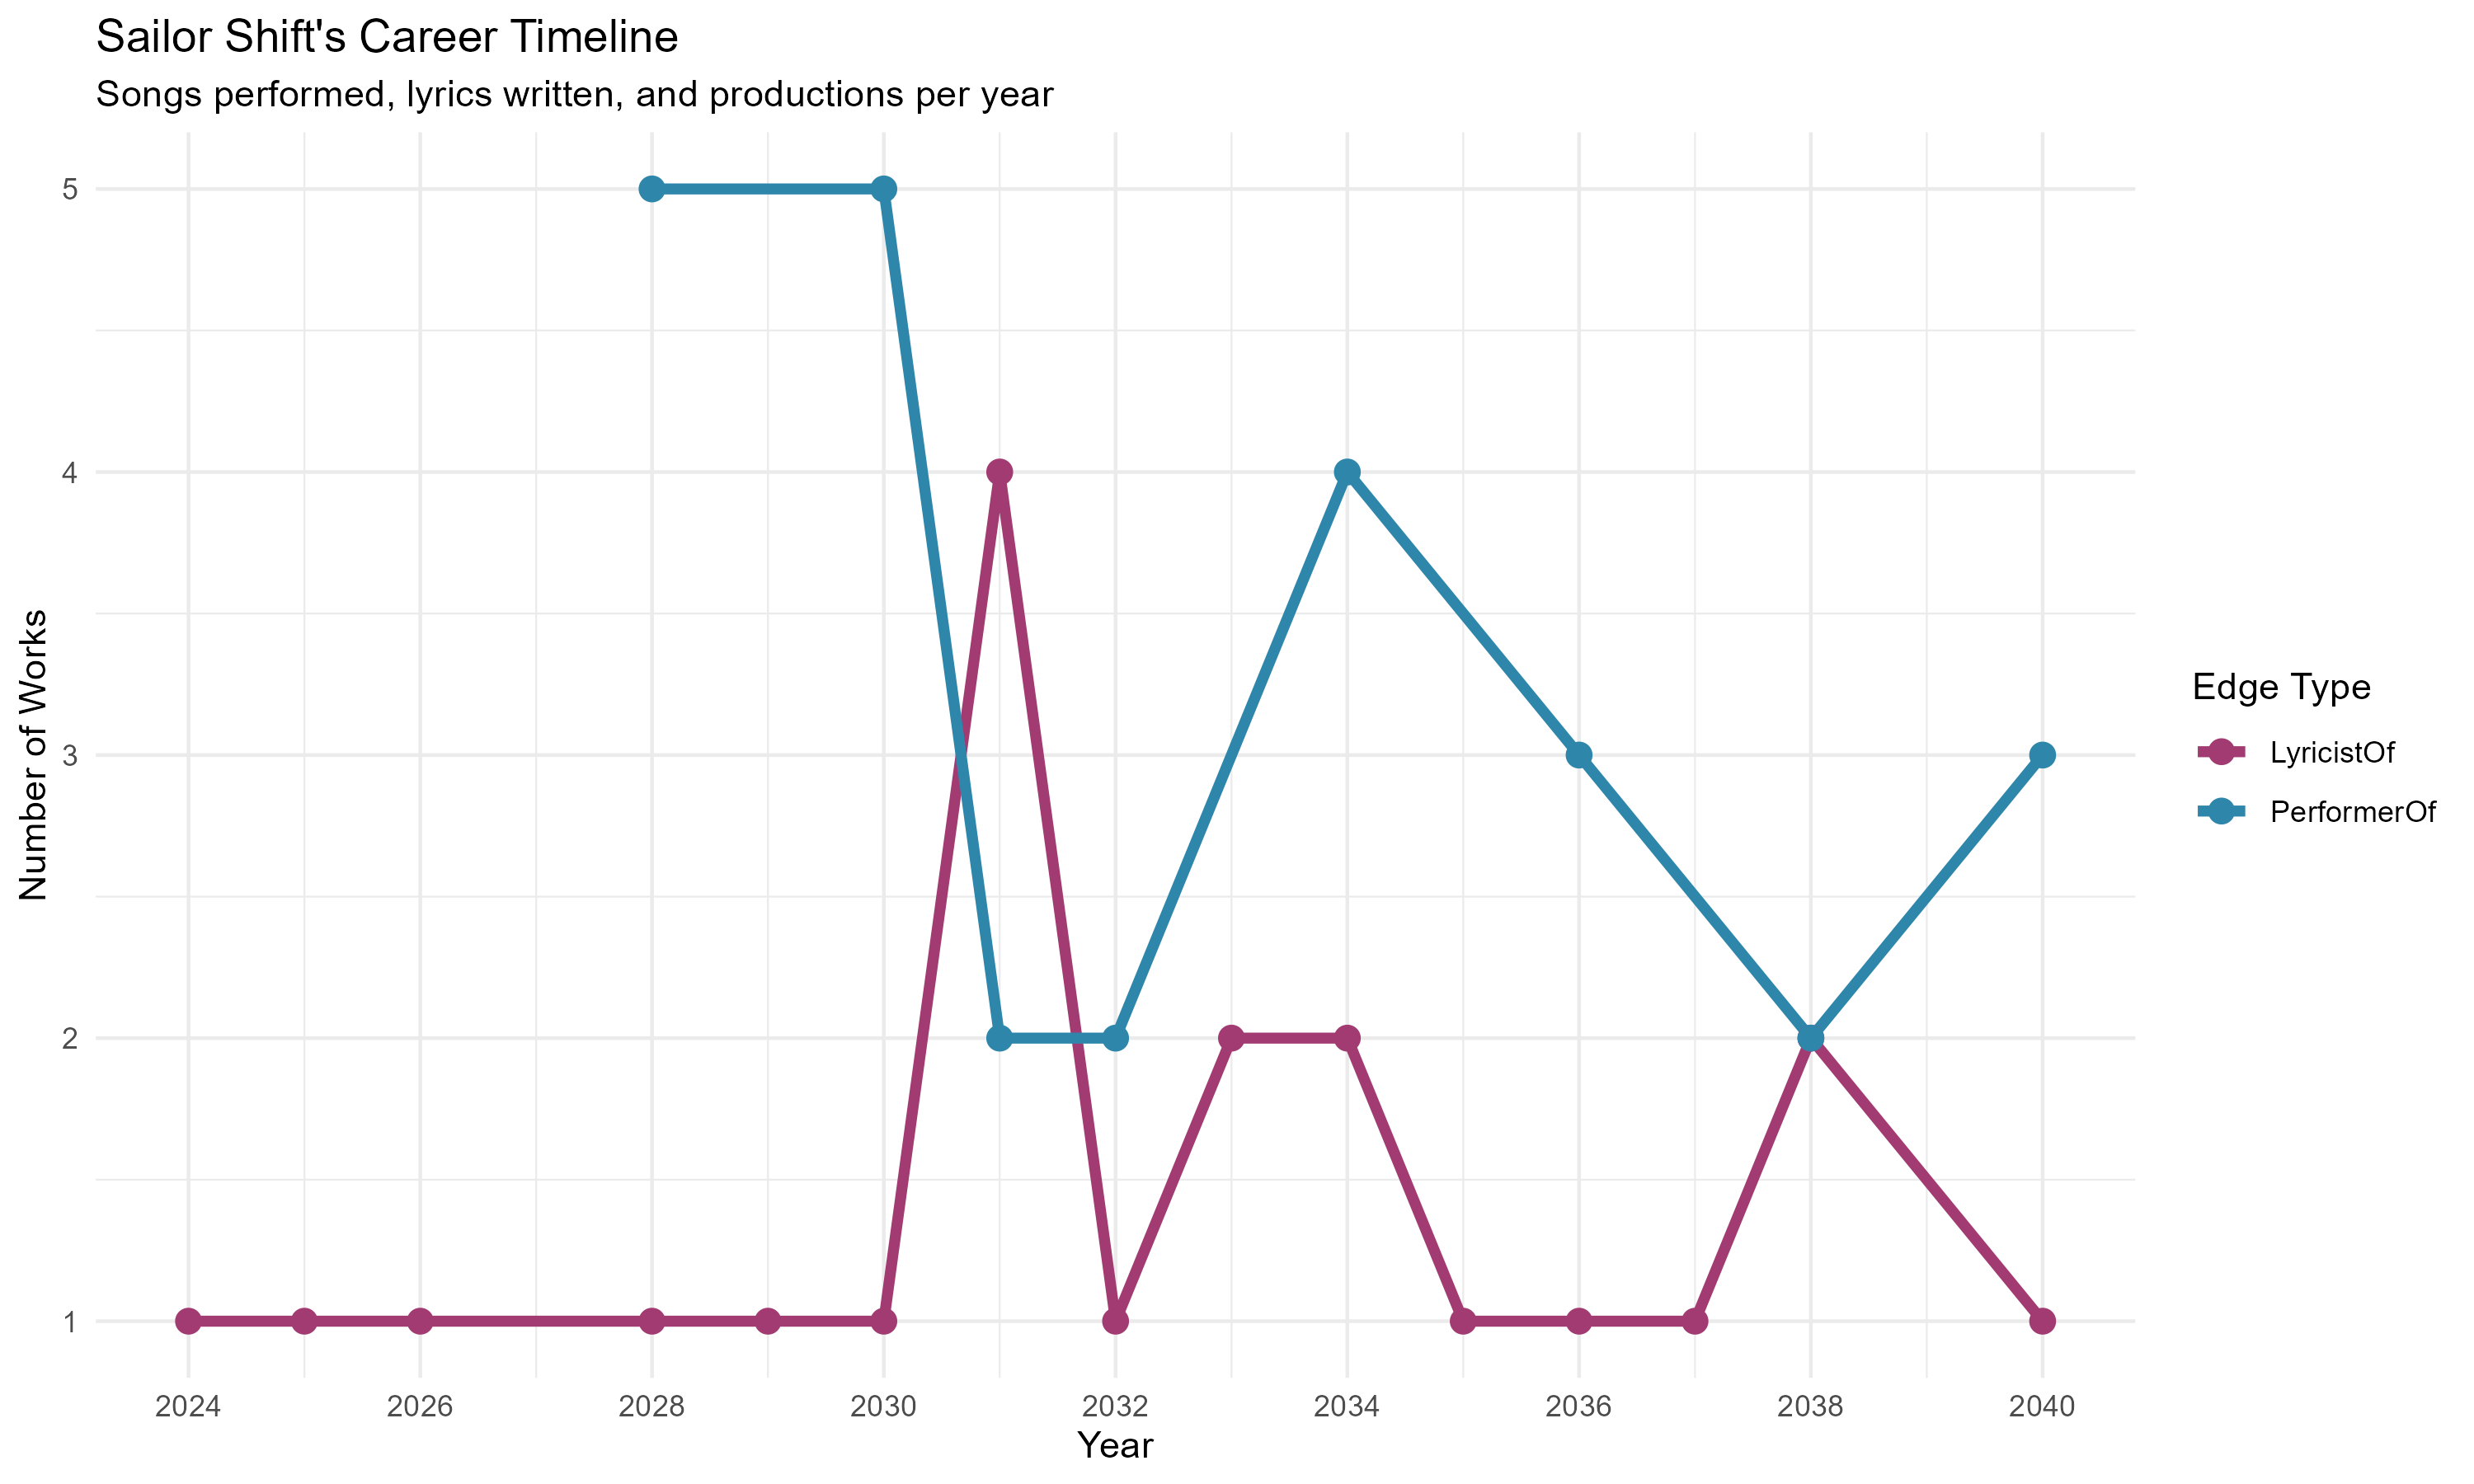 Sailor Shift's Career Timeline
Songs performed, lyrics written, and productions per year
5
4
3
2
1
Number of Works
2024 2026 2028 2030 2032 2034 2036 2038 2040
Year
Edge Type
LyricistOf
PerformerOf